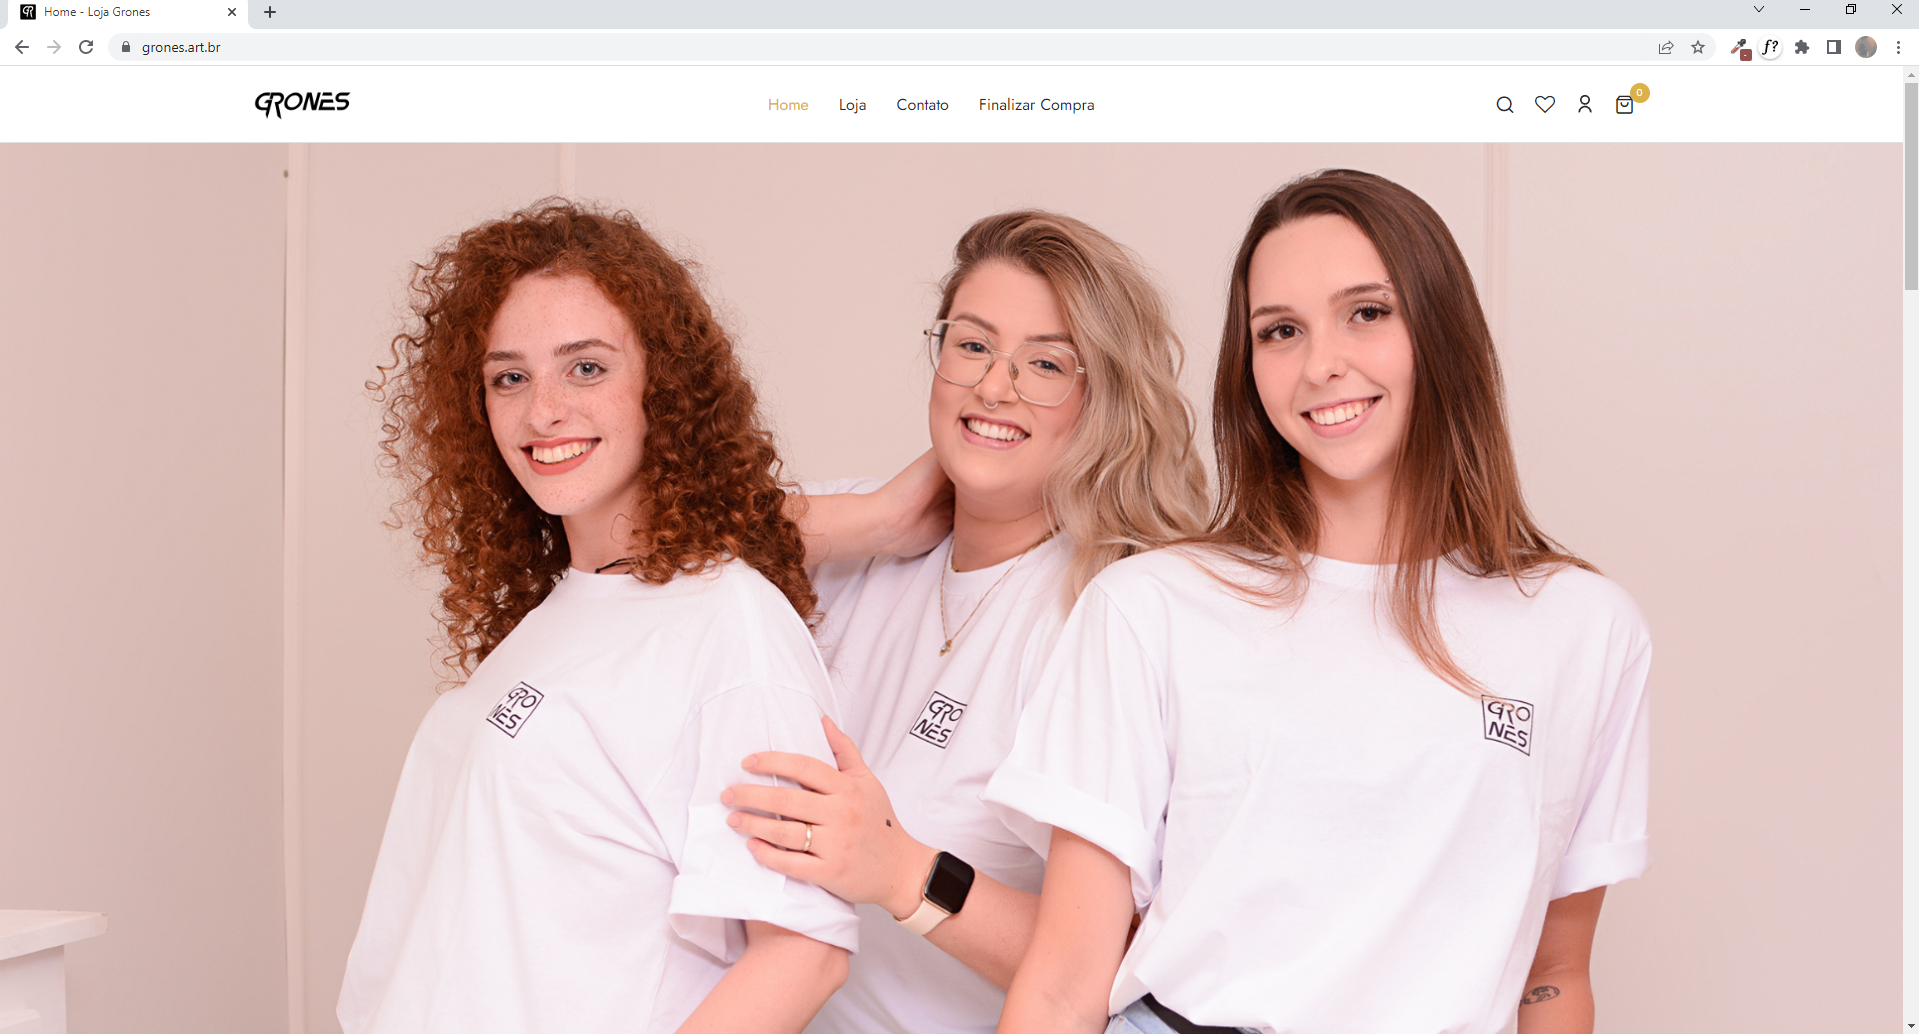 Home - Loja Grones
grones.art.br
f?
GRONES
Home
Loja
Contato
Finalizar Compra
0
GRO
NES
GRO
NES
GRO
NES